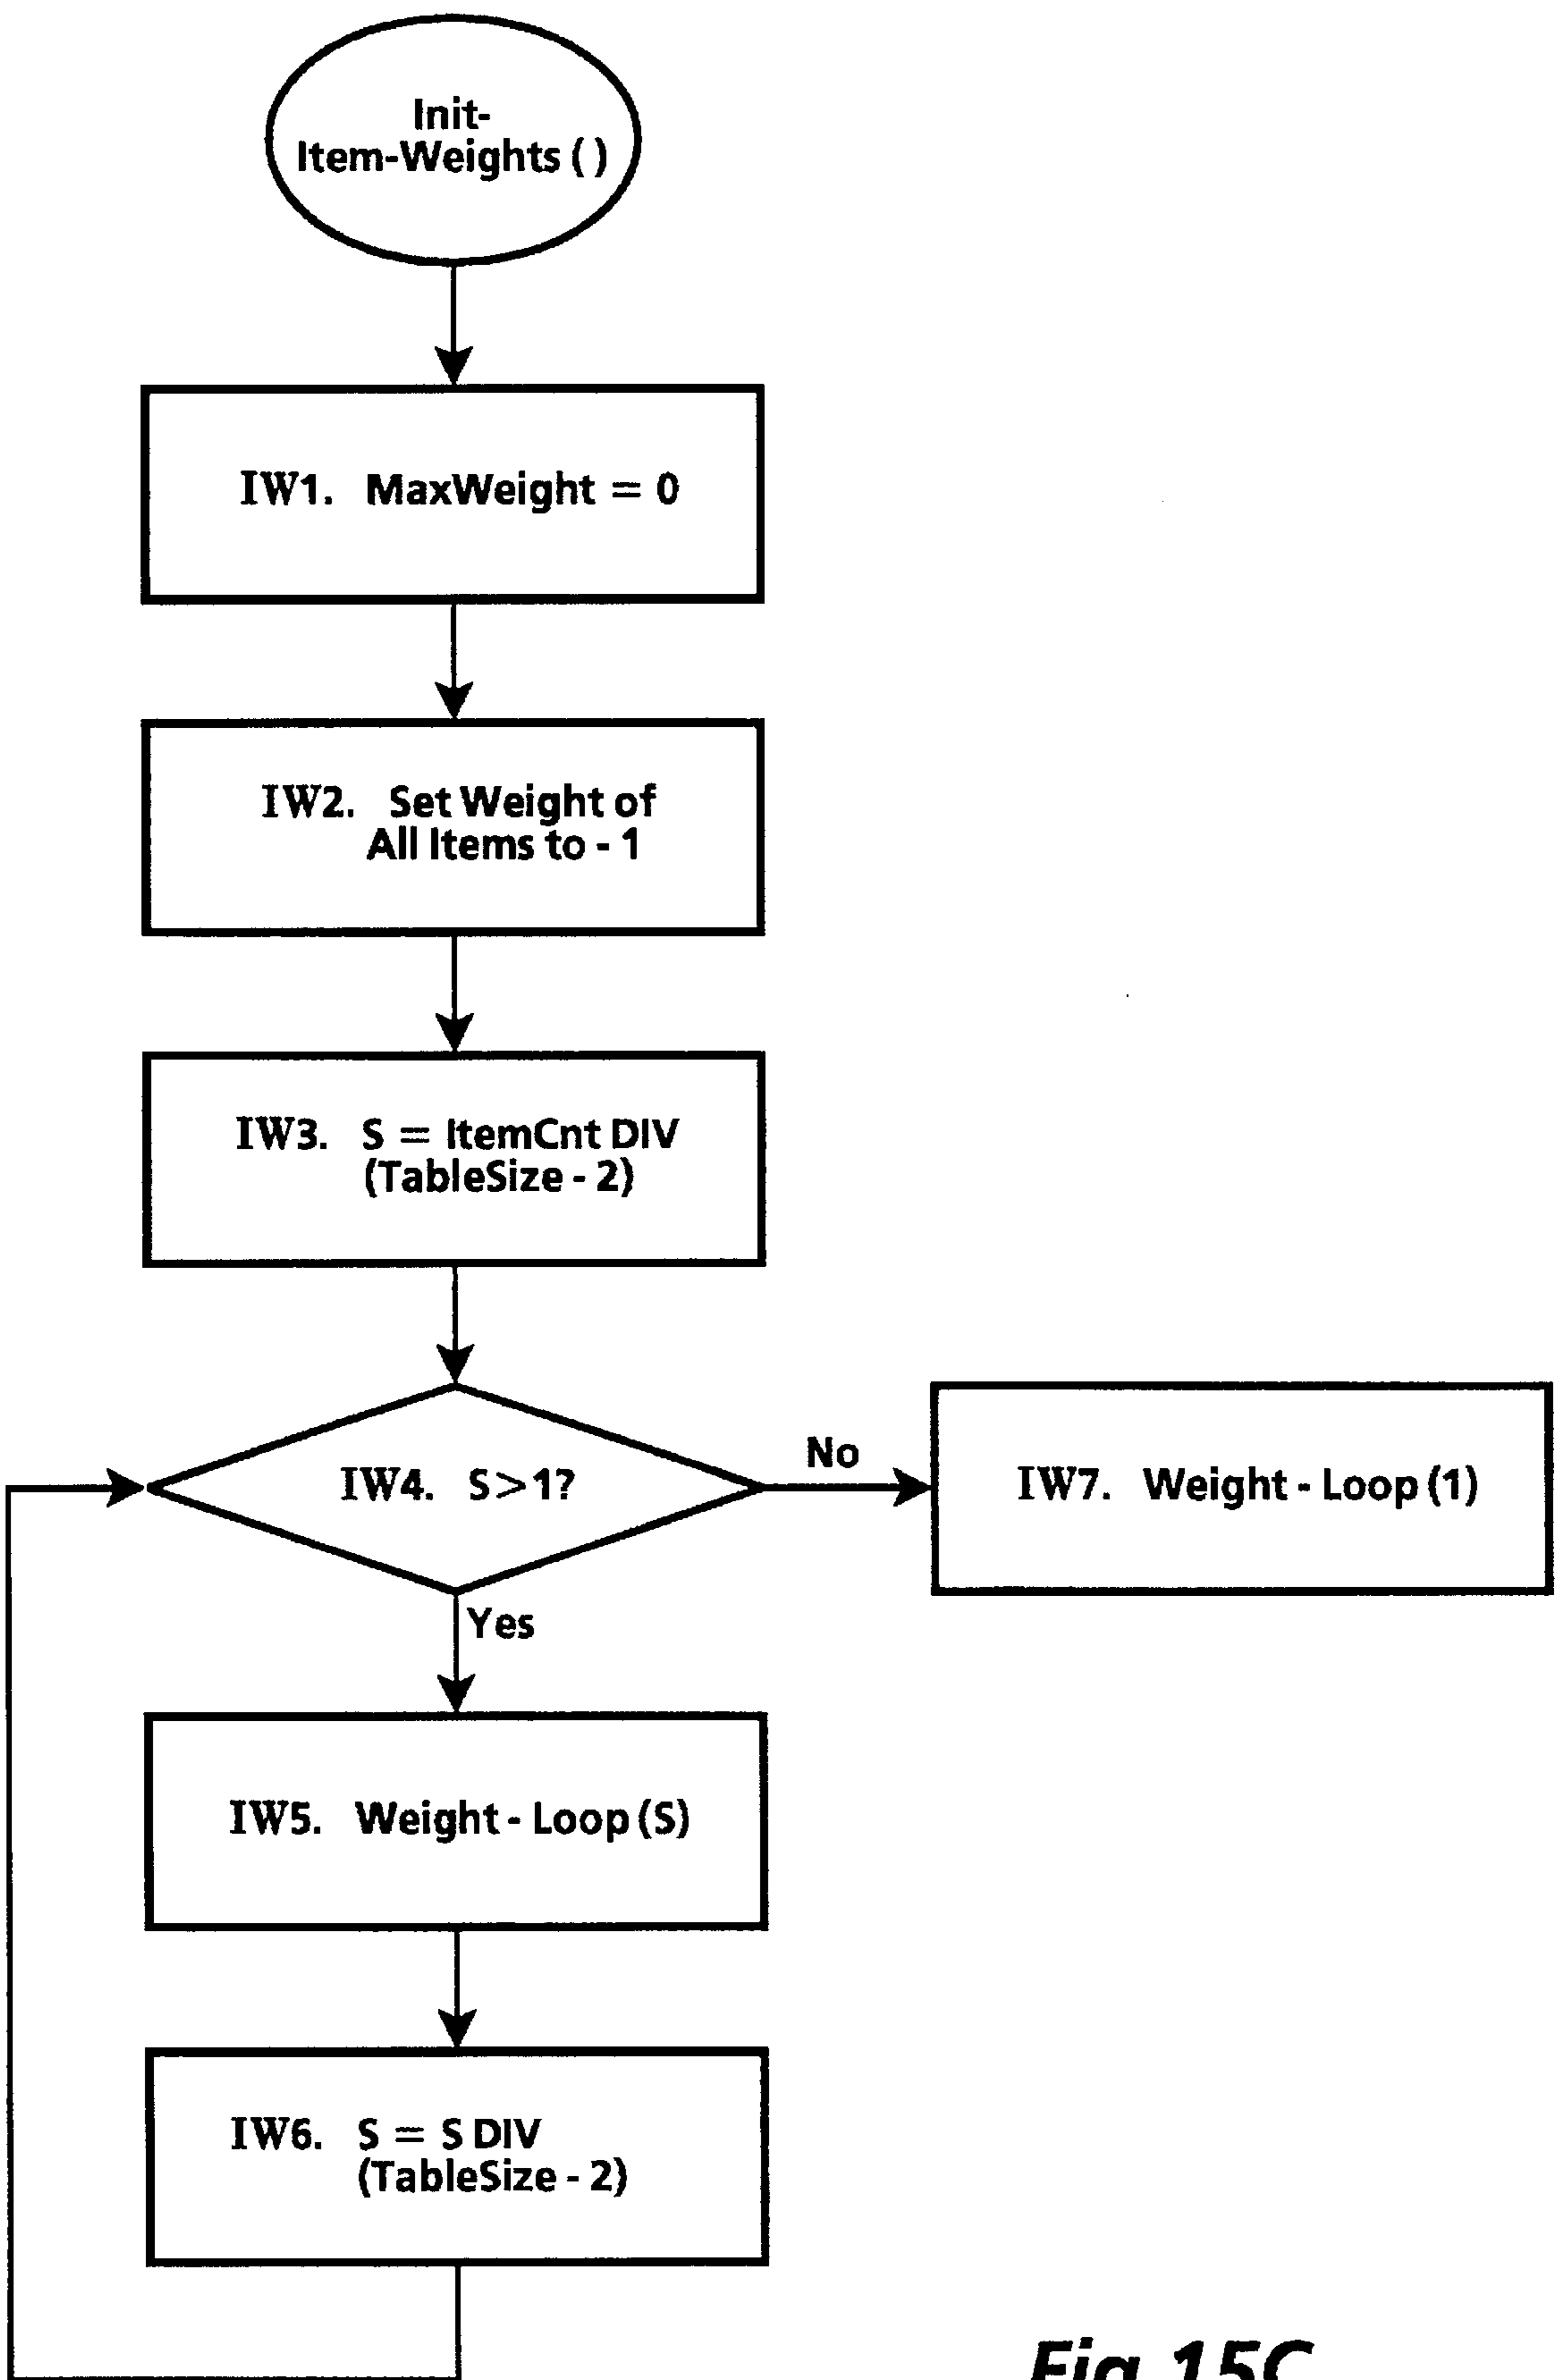 Init-
Item-Weights ( )
IW1. MaxWeight = 0
IW2. Set Weight of
All Items to - 1
IW3. S = ItemCnt DIV
(TableSize - 2)
IW4. S > 1?
No
IW7. Weight - Loop (1)
Yes
IW5. Weight - Loop (S)
IW6. S = S DIV
(TableSize - 2)
Fig 15C